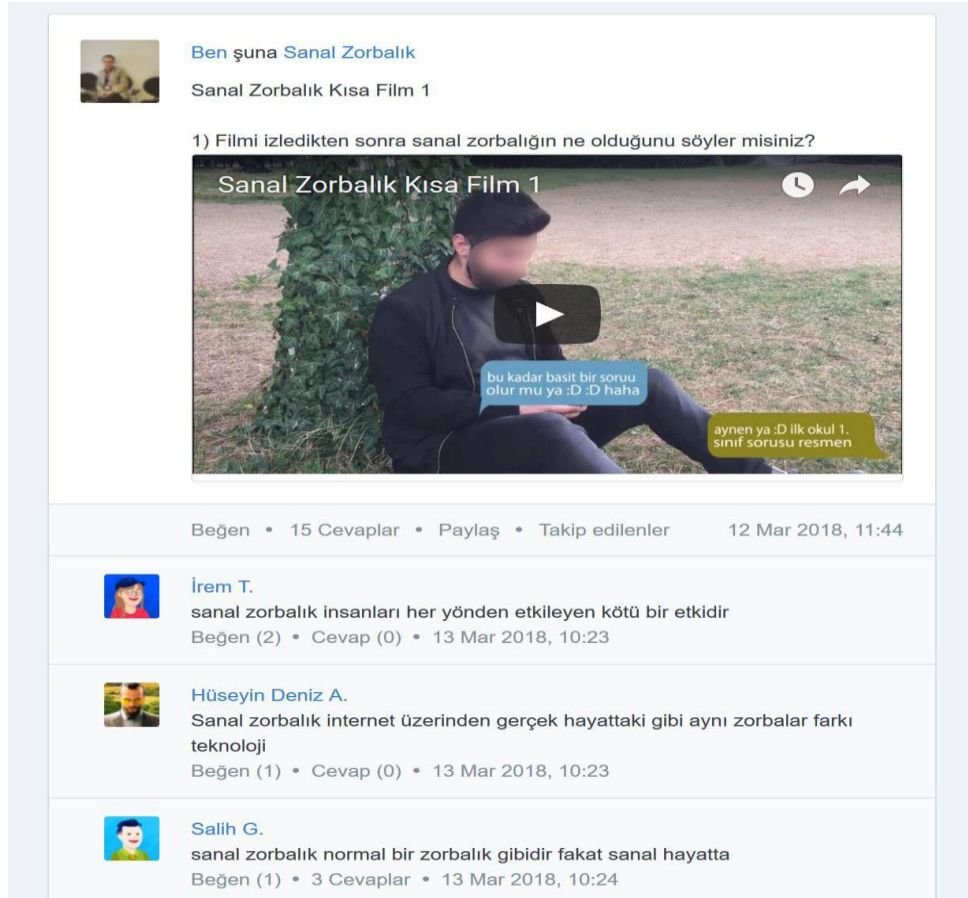 Ben şuna Sanal Zorbalık
Sanal Zorbalık Kısa Film 1
1) Filmi izledikten sonra sanal zorbalığın ne olduğunu söyler misiniz?
Sanal Zorbalık Kısa Film 1
bu kadar basit bir soruu
olur mu ya :D :D haha
aynen ya :D ilk okul 1.
sınıf sorusu resmen
Beğen • 15 Cevaplar • Paylaş • Takip edilenler 12 Mar 2018, 11:44
İrem T.
sanal zorbalık insanları her yönden etkileyen kötü bir etkidir
Beğen (2) • Cevap (0) • 13 Mar 2018, 10:23
Hüseyin Deniz A.
Sanal zorbalık internet üzerinden gerçek hayattaki gibi aynı zorbalar farkı
teknoloji
Beğen (1) • Cevap (0) • 13 Mar 2018, 10:23
Salih G.
sanal zorbalık normal bir zorbalık gibidir fakat sanal hayatta
Beğen (1) • 3 Cevaplar • 13 Mar 2018, 10:24